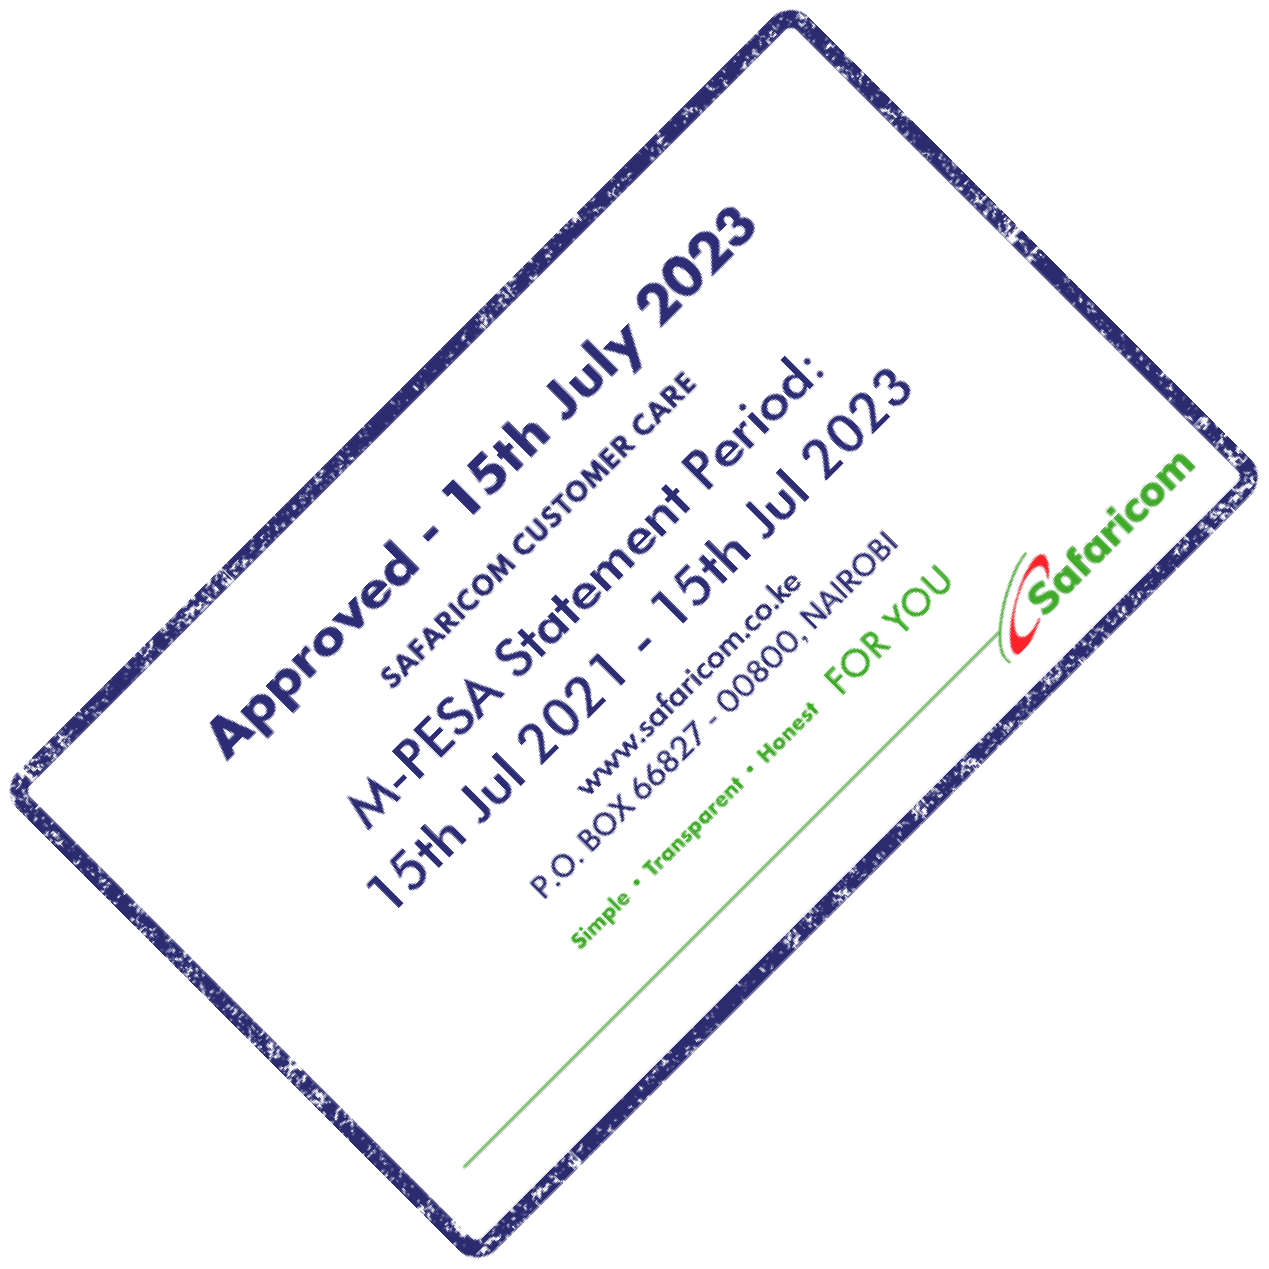 Approved - 15th July 2023
SAFARICOM CUSTOMER CARE
M-PESA Statement Period:
15th Jul 2021 - 15th Jul 2023
www.safaricom.co.ke
P.O. BOX 66827 - 00800, NAIROBI
Simple • Transparent • Honest FOR YOU
Safaricom